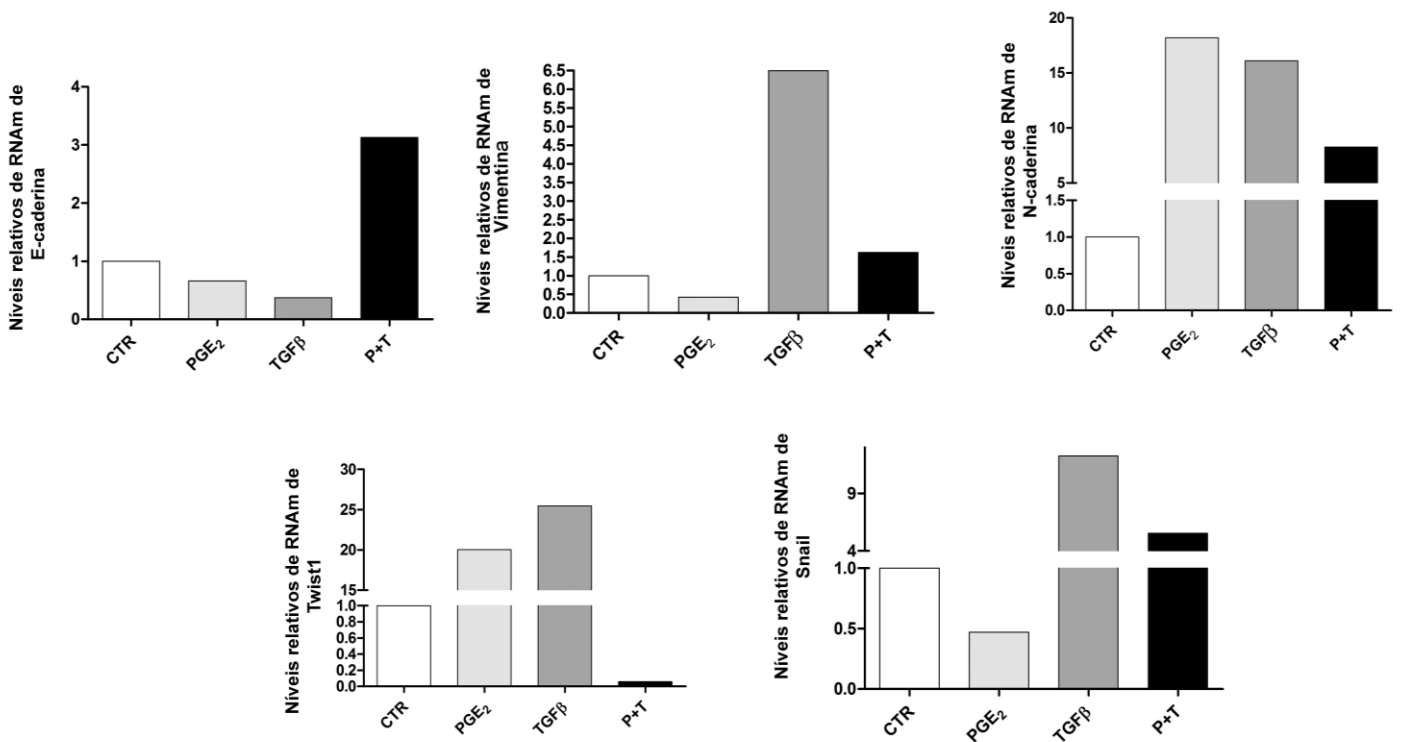 Níveis relativos de RNAm de
E-caderina
4
3
2
1
0
CTR
PGE₂
TGFβ
P+T
Níveis relativos de RNAm de
Vimentina
6.5
6.0
5.5
5.0
4.5
4.0
3.5
3.0
2.5
2.0
1.5
1.0
0.5
0.0
CTR
PGE₂
TGFβ
P+T
Níveis relativos de RNAm de
N-caderina
20
15
10
5
1.5
1.0
0.5
0.0
CTR
PGE₂
TGFβ
P+T
Níveis relativos de RNAm de
Twist1
30
25
20
15
1.0
0.8
0.6
0.4
0.2
0.0
CTR
PGE₂
TGFβ
P+T
Níveis relativos de RNAm de
Snail
9
4
1.0
0.5
0.0
CTR
PGE₂
TGFβ
P+T